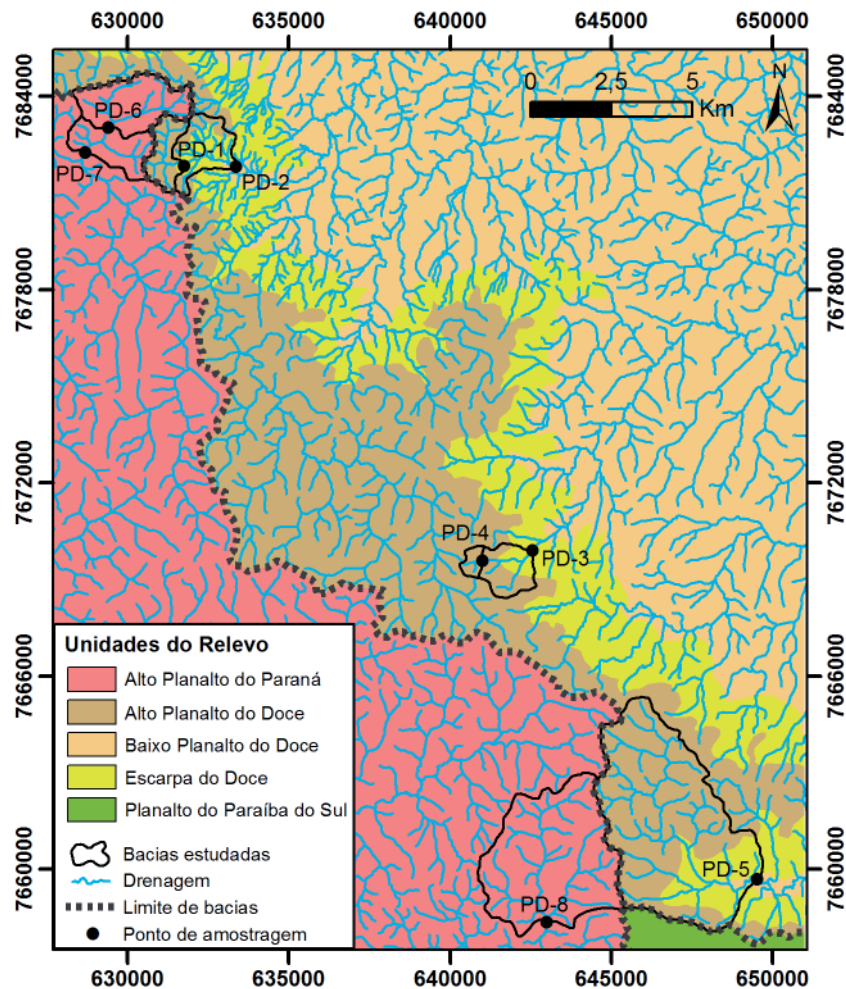 630000 635000 640000 645000 650000
7684000
7678000
7672000
7666000
7660000
0 2,5 5
Km
N
PD-6
PD-1
PD-7
PD-2
PD-4
PD-3
PD-5
PD-8
Unidades do Relevo
Alto Planalto do Paraná
Alto Planalto do Doce
Baixo Planalto do Doce
Escarpa do Doce
Planalto do Paraíba do Sul
Bacias estudadas
Drenagem
Limite de bacias
Ponto de amostragem
7684000
7678000
7672000
7666000
7660000
630000 635000 640000 645000 650000